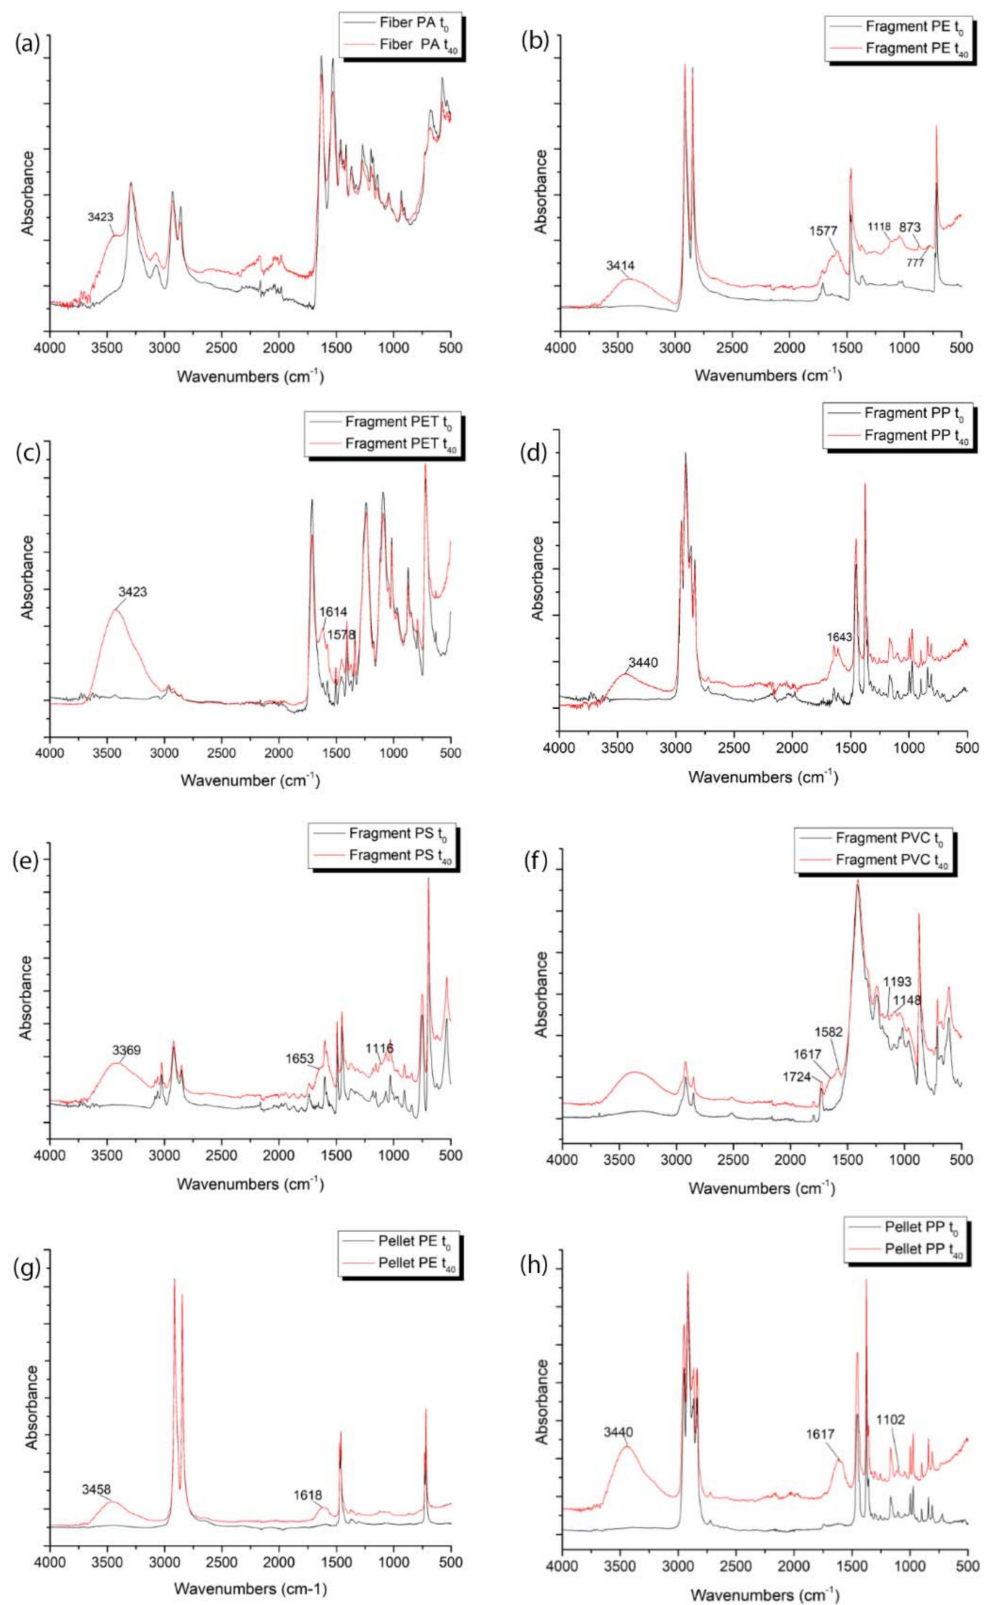 (a)
Fiber PA t0
Fiber PA t40
3423
Absorbance
4000 3500 3000 2500 2000 1500 1000 500
Wavenumbers (cm-1)
(b)
Fragment PE t0
Fragment PE t40
3414
1577
1118
873
777
Absorbance
4000 3500 3000 2500 2000 1500 1000 500
Wavenumbers (cm-1)
(c)
Fragment PET t0
Fragment PET t40
3423
1614
1578
Absorbance
4000 3500 3000 2500 2000 1500 1000 500
Wavenumber (cm-1)
(d)
Fragment PP t0
Fragment PP t40
3440
1643
Absorbance
4000 3500 3000 2500 2000 1500 1000 500
Wavenumbers (cm-1)
(e)
Fragment PS t0
Fragment PS t40
3369
1653
1116
Absorbance
4000 3500 3000 2500 2000 1500 1000 500
Wavenumbers (cm-1)
(f)
Fragment PVC t0
Fragment PVC t40
1193
1148
1582
1617
1724
Absorbance
4000 3500 3000 2500 2000 1500 1000 500
Wavenumbers (cm-1)
(g)
Pellet PE t0
Pellet PE t40
3458
1618
Absorbance
4000 3500 3000 2500 2000 1500 1000 500
Wavenumbers (cm-1)
(h)
Pellet PP t0
Pellet PP t40
3440
1617
1102
Absorbance
4000 3500 3000 2500 2000 1500 1000 500
Wavenumbers (cm-1)